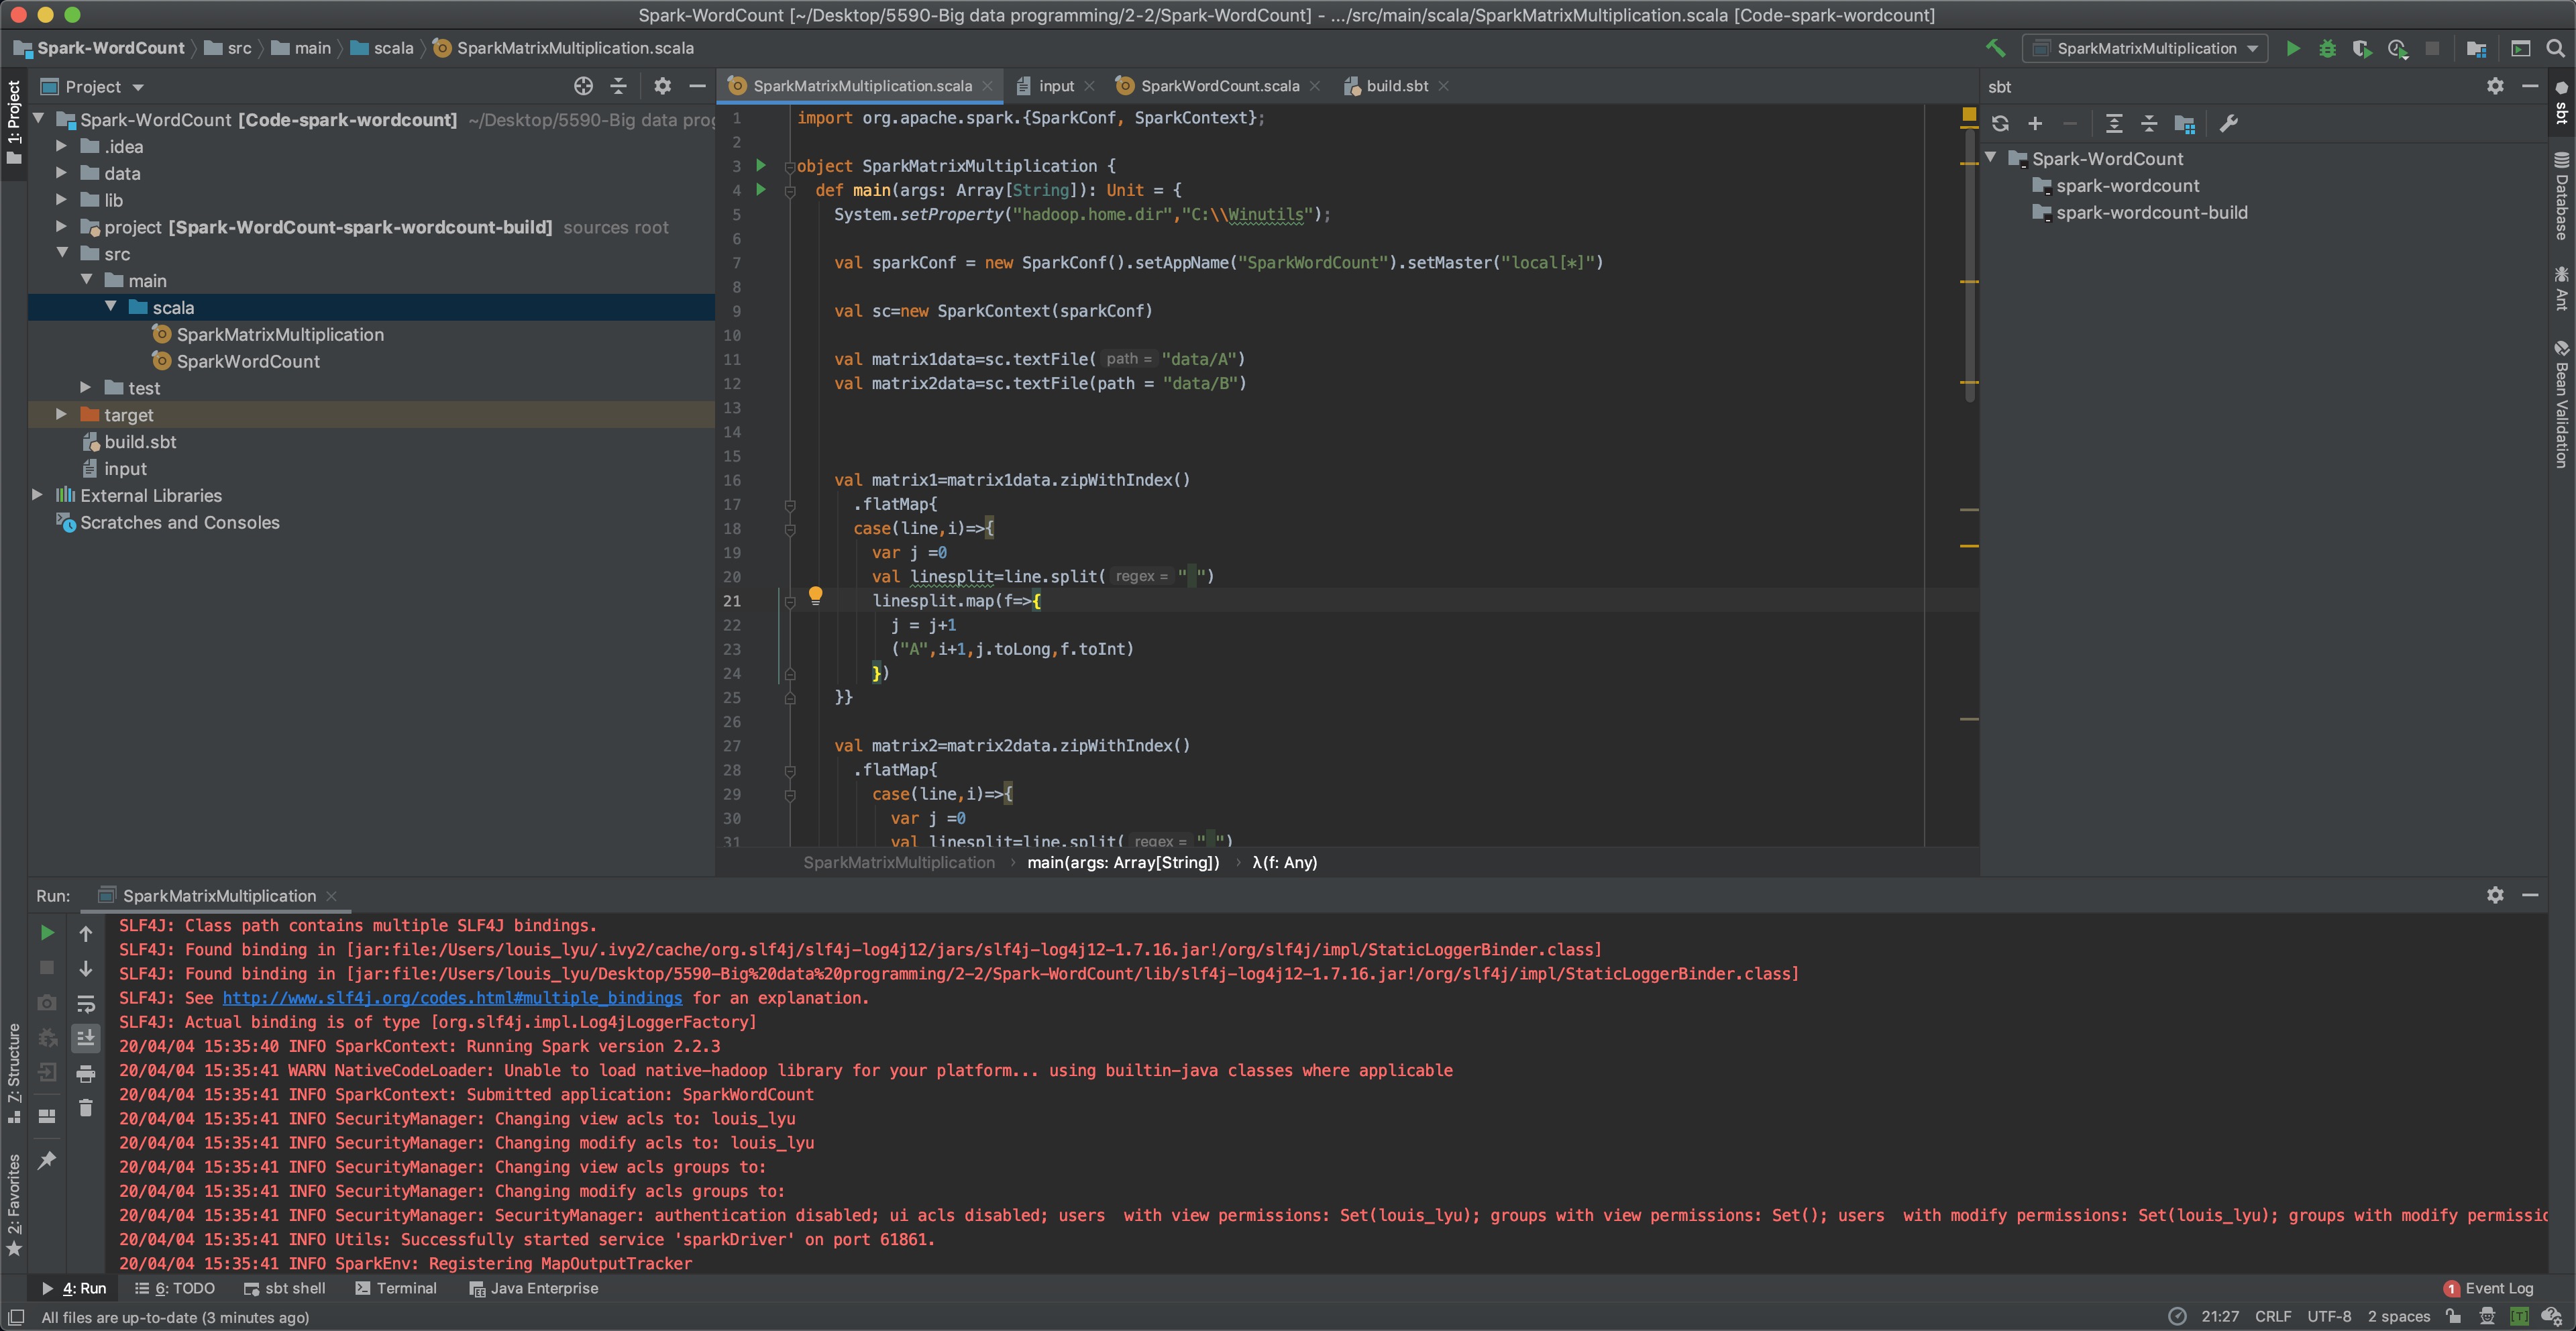 Spark-WordCount [~/Desktop/5590-Big data programming/2-2/Spark-WordCount] - .../src/main/scala/SparkMatrixMultiplication.scala [Code-spark-wordcount]
Spark-WordCount src main scala SparkMatrixMultiplication.scala
SparkMatrixMultiplication
1: Project
Project
Spark-WordCount [Code-spark-wordcount] ~/Desktop/5590-Big data prog
.idea
data
lib
project [Spark-WordCount-spark-wordcount-build] sources root
src
main
scala
SparkMatrixMultiplication
SparkWordCount
test
target
build.sbt
input
External Libraries
Scratches and Consoles
SparkMatrixMultiplication.scala input SparkWordCount.scala build.sbt
1 import org.apache.spark.{SparkConf, SparkContext};
2
3 object SparkMatrixMultiplication {
4 def main(args: Array[String]): Unit = {
5 System.setProperty("hadoop.home.dir","C:\\Winutils");
6
7 val sparkConf = new SparkConf().setAppName("SparkWordCount").setMaster("local[*]")
8
9 val sc=new SparkContext(sparkConf)
10
11 val matrix1data=sc.textFile( path = "data/A")
12 val matrix2data=sc.textFile(path = "data/B")
13
14
15
16 val matrix1=matrix1data.zipWithIndex()
17 .flatMap{
18 case(line,i)=>{
19 var j =0
20 val linesplit=line.split( regex = " ")
21 linesplit.map(f=>{
22 j = j+1
23 ("A",i+1,j.toLong,f.toInt)
24 })
25 }}
26
27 val matrix2=matrix2data.zipWithIndex()
28 .flatMap{
29 case(line,i)=>{
30 var j =0
31 val linesplit=line.split( regex = " ")
SparkMatrixMultiplication › main(args: Array[String]) › λ(f: Any)
sbt
Spark-WordCount
spark-wordcount
spark-wordcount-build
sbt
Database
Ant
Bean Validation
Run: SparkMatrixMultiplication
SLF4J: Class path contains multiple SLF4J bindings.
SLF4J: Found binding in [jar:file:/Users/louis_lyu/.ivy2/cache/org.slf4j/slf4j-log4j12/jars/slf4j-log4j12-1.7.16.jar!/org/slf4j/impl/StaticLoggerBinder.class]
SLF4J: Found binding in [jar:file:/Users/louis_lyu/Desktop/5590-Big%20data%20programming/2-2/Spark-WordCount/lib/slf4j-log4j12-1.7.16.jar!/org/slf4j/impl/StaticLoggerBinder.class]
SLF4J: See http://www.slf4j.org/codes.html#multiple_bindings for an explanation.
SLF4J: Actual binding is of type [org.slf4j.impl.Log4jLoggerFactory]
20/04/04 15:35:40 INFO SparkContext: Running Spark version 2.2.3
20/04/04 15:35:41 WARN NativeCodeLoader: Unable to load native-hadoop library for your platform... using builtin-java classes where applicable
20/04/04 15:35:41 INFO SparkContext: Submitted application: SparkWordCount
20/04/04 15:35:41 INFO SecurityManager: Changing view acls to: louis_lyu
20/04/04 15:35:41 INFO SecurityManager: Changing modify acls to: louis_lyu
20/04/04 15:35:41 INFO SecurityManager: Changing view acls groups to:
20/04/04 15:35:41 INFO SecurityManager: Changing modify acls groups to:
20/04/04 15:35:41 INFO SecurityManager: SecurityManager: authentication disabled; ui acls disabled; users  with view permissions: Set(louis_lyu); groups with view permissions: Set(); users  with modify permissions: Set(louis_lyu); groups with modify permissio
20/04/04 15:35:41 INFO Utils: Successfully started service 'sparkDriver' on port 61861.
20/04/04 15:35:41 INFO SparkEnv: Registering MapOutputTracker
7: Structure
2: Favorites
4: Run 6: TODO sbt shell Terminal Java Enterprise
1 Event Log
All files are up-to-date (3 minutes ago)
21:27 CRLF UTF-8 2 spaces [T]